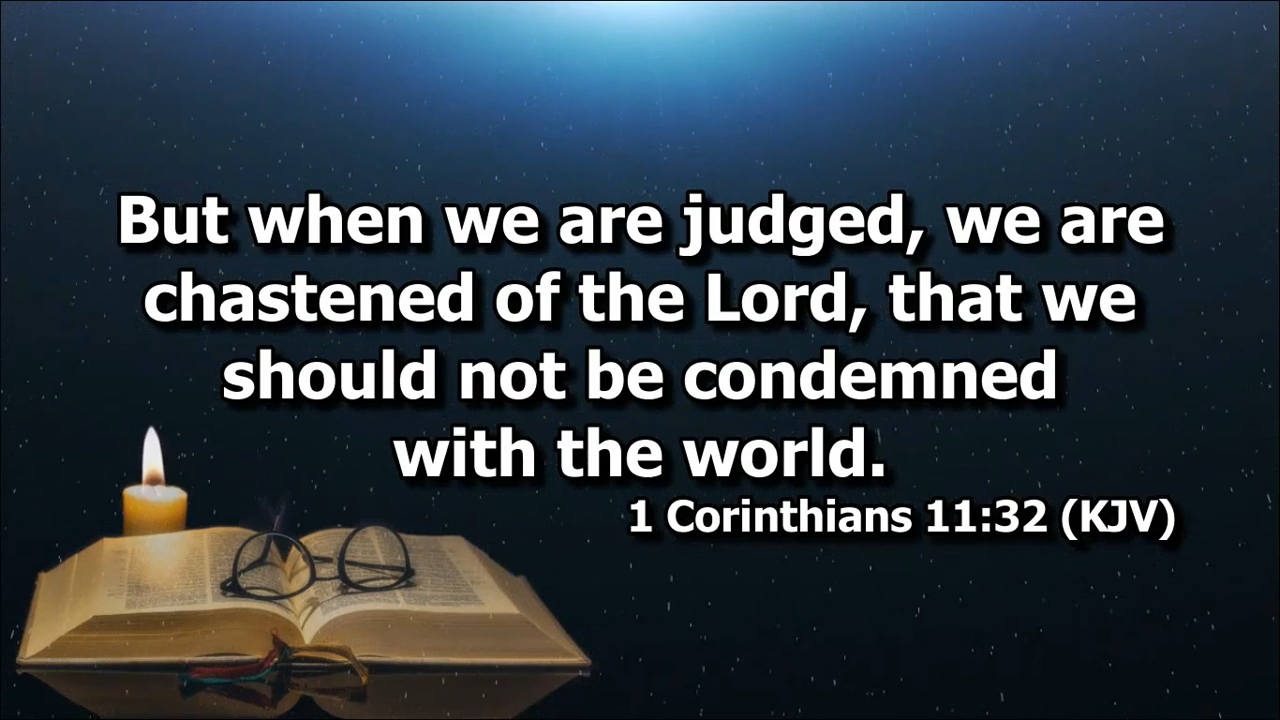 But when we are judged, we are
chastened of the Lord, that we
should not be condemned
with the world.
1 Corinthians 11:32 (KJV)